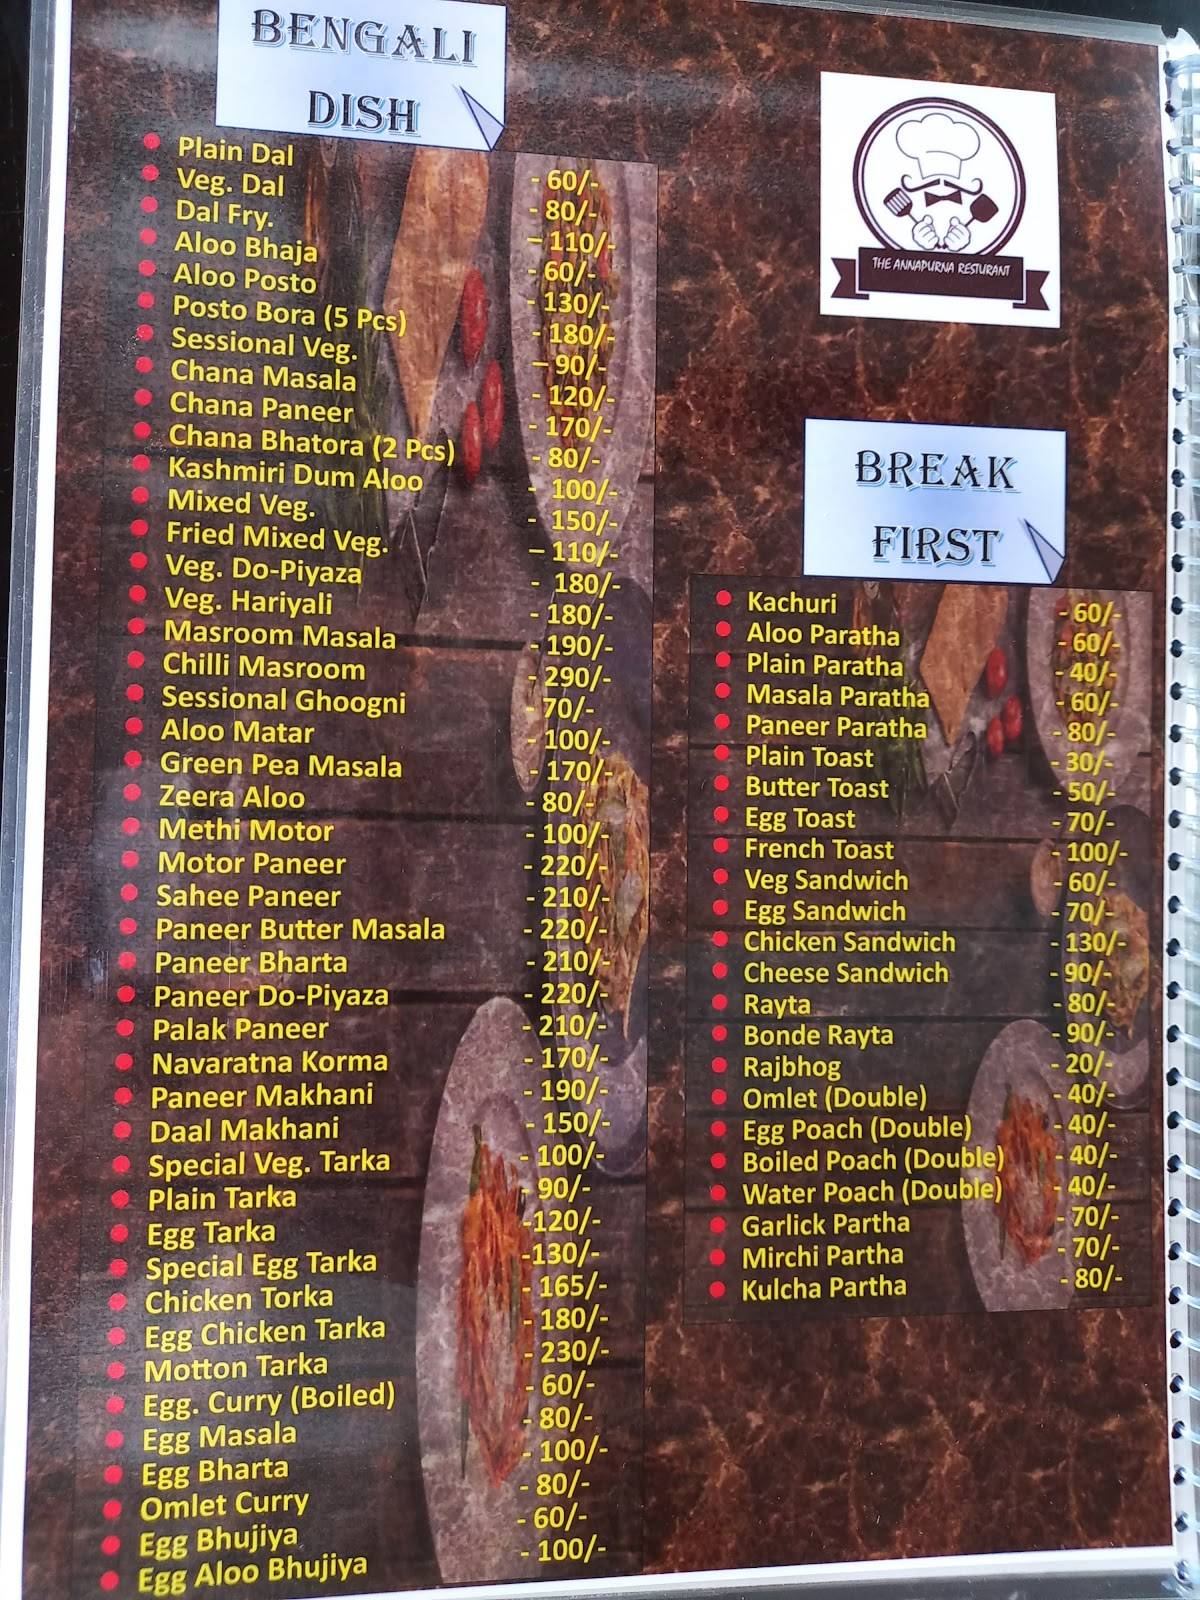 BENGALI
DISH
Plain Dal - 60/-
Veg. Dal - 80/-
Dal Fry. – 110/-
Aloo Bhaja - 60/-
Aloo Posto - 130/-
Posto Bora (5 Pcs) - 180/-
Sessional Veg. – 90/-
Chana Masala - 120/-
Chana Paneer - 170/-
Chana Bhatora (2 Pcs) - 80/-
Kashmiri Dum Aloo - 100/-
Mixed Veg. - 150/-
Fried Mixed Veg. – 110/-
Veg. Do-Piyaza - 180/-
Veg. Hariyali - 180/-
Masroom Masala - 190/-
Chilli Masroom - 290/-
Sessional Ghoogni - 70/-
Aloo Matar - 100/-
Green Pea Masala - 170/-
Zeera Aloo - 80/-
Methi Motor - 100/-
Motor Paneer - 220/-
Sahee Paneer - 210/-
Paneer Butter Masala - 220/-
Paneer Bharta - 210/-
Paneer Do-Piyaza - 220/-
Palak Paneer - 210/-
Navaratna Korma - 170/-
Paneer Makhani - 190/-
Daal Makhani - 150/-
Special Veg. Tarka - 100/-
Plain Tarka - 90/-
Egg Tarka -120/-
Special Egg Tarka -130/-
Chicken Torka - 165/-
Egg Chicken Tarka - 180/-
Motton Tarka - 230/-
Egg. Curry (Boiled) - 60/-
Egg Masala - 80/-
Egg Bharta - 100/-
Omlet Curry - 80/-
Egg Bhujiya - 60/-
Egg Aloo Bhujiya - 100/-
THE ANNAPURNA RESTURANT
BREAK
FIRST
Kachuri - 60/-
Aloo Paratha - 60/-
Plain Paratha - 40/-
Masala Paratha - 60/-
Paneer Paratha - 80/-
Plain Toast - 30/-
Butter Toast - 50/-
Egg Toast - 70/-
French Toast - 100/-
Veg Sandwich - 60/-
Egg Sandwich - 70/-
Chicken Sandwich - 130/-
Cheese Sandwich - 90/-
Rayta - 80/-
Bonde Rayta - 90/-
Rajbhog - 20/-
Omlet (Double) - 40/-
Egg Poach (Double) - 40/-
Boiled Poach (Double) - 40/-
Water Poach (Double) - 40/-
Garlick Partha - 70/-
Mirchi Partha - 70/-
Kulcha Partha - 80/-